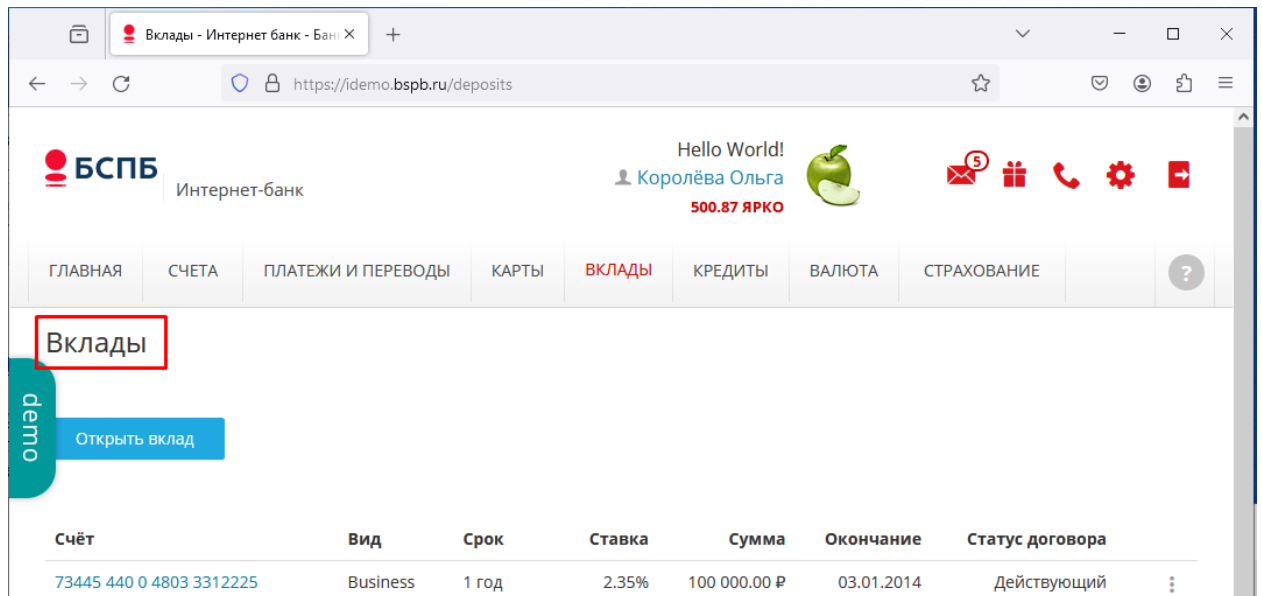 Вклады - Интернет банк - Бан
https://idemo.bspb.ru/deposits
БСПБ
Интернет-банк
Hello World!
Королёва Ольга
500.87 ЯРКО
5
ГЛАВНАЯ СЧЕТА ПЛАТЕЖИ И ПЕРЕВОДЫ КАРТЫ ВКЛАДЫ КРЕДИТЫ ВАЛЮТА СТРАХОВАНИЕ ?
Вклады
demo
Открыть вклад
Счёт Вид Срок Ставка Сумма Окончание Статус договора
73445 440 0 4803 3312225 Business 1 год 2.35% 100 000.00 ₽ 03.01.2014 Действующий